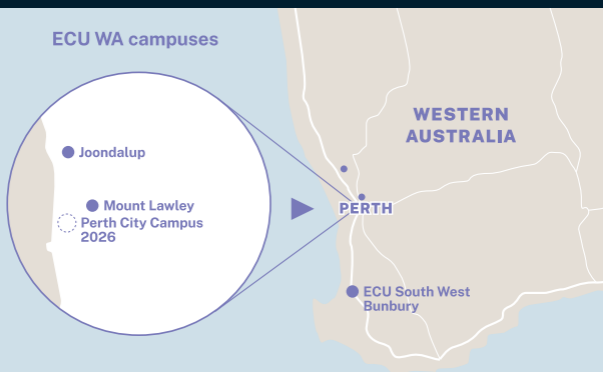 ECU WA campuses
Joondalup
Mount Lawley
Perth City Campus
2026
WESTERN
AUSTRALIA
PERTH
ECU South West
Bunbury